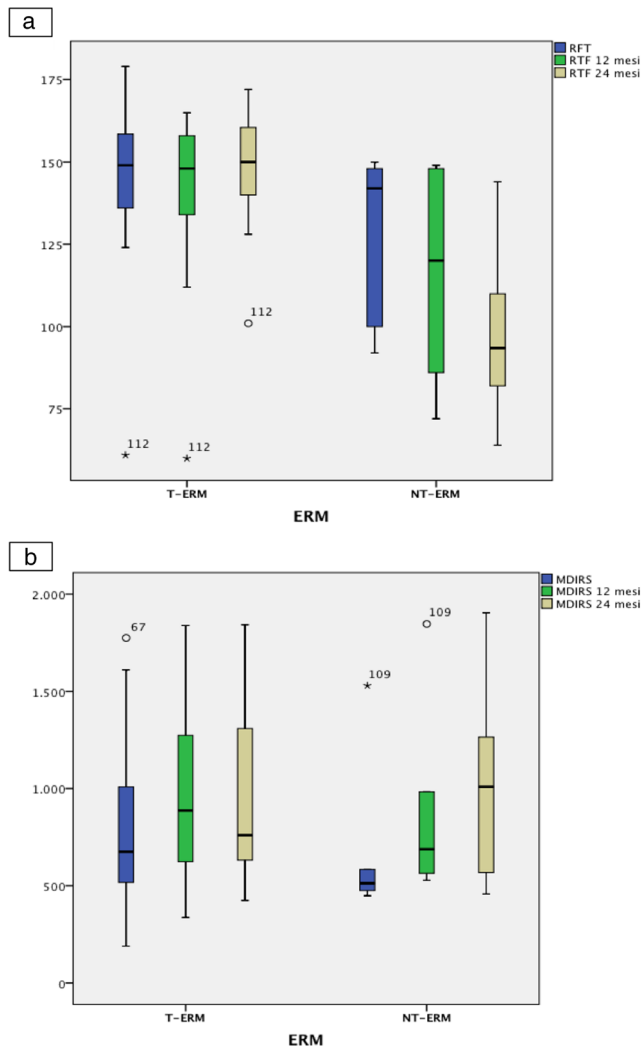 a
RFT
RTF 12 mesi
RTF 24 mesi
175
150
125
100
75
112
112
112
T-ERM
NT-ERM
ERM
b
MDIRS
MDIRS 12 mesi
MDIRS 24 mesi
2.000
1.500
1.000
500
0
67
109
109
T-ERM
NT-ERM
ERM